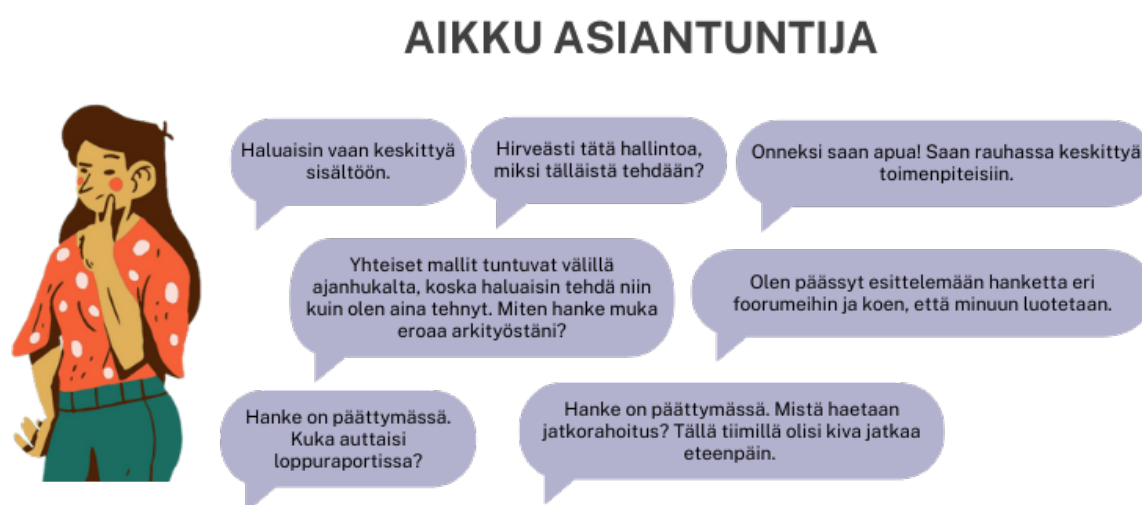 AIKKU ASIANTUNTIJA
Haluaisin vaan keskittyä
sisältöön.
Hirveästi tätä hallintoa,
miksi tälläistä tehdään?
Onneksi saan apua! Saan rauhassa keskittyä
toimenpiteisiin.
Yhteiset mallit tuntuvat välillä
ajanhukalta, koska haluaisin tehdä niin
kuin olen aina tehnyt. Miten hanke muka
eroaa arkityöstäni?
Olen päässyt esittelemään hanketta eri
foorumeihin ja koen, että minuun luotetaan.
Hanke on päättymässä.
Kuka auttaisi
loppuraportissa?
Hanke on päättymässä. Mistä haetaan
jatkorahoitus? Tällä tiimillä olisi kiva jatkaa
eteenpäin.